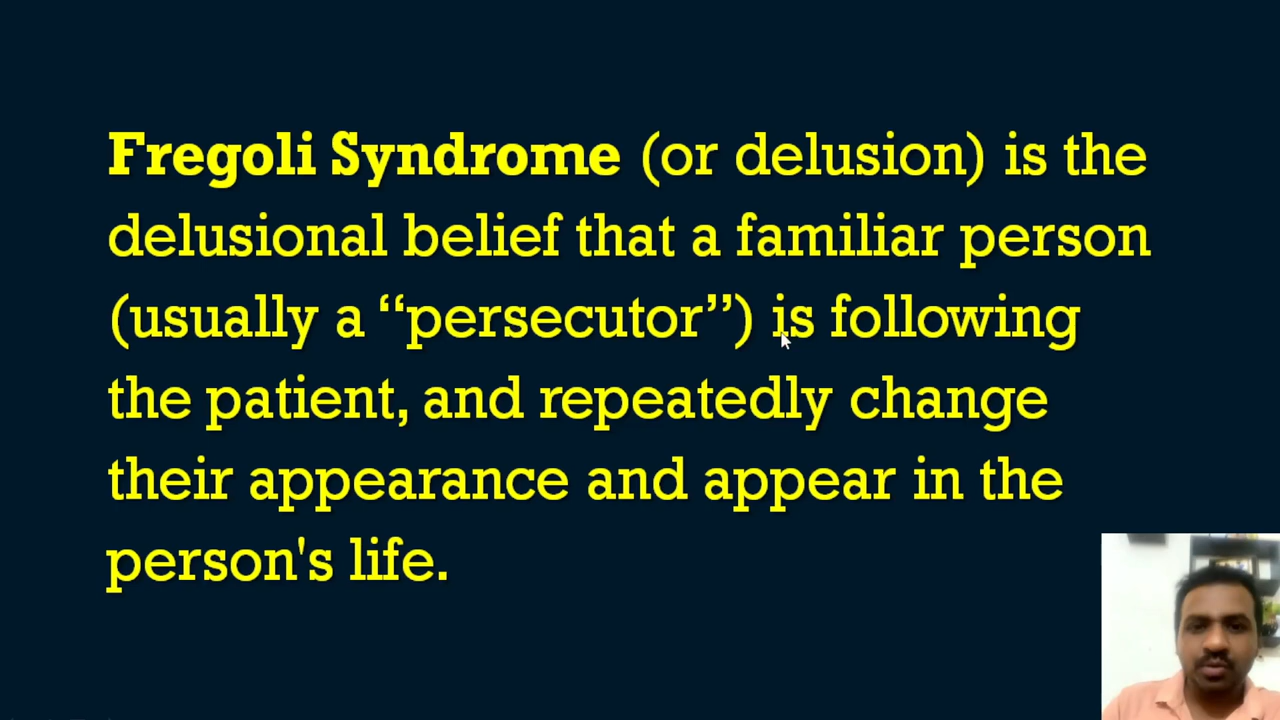 Fregoli Syndrome (or delusion) is the
delusional belief that a familiar person
(usually a “persecutor”) is following
the patient, and repeatedly change
their appearance and appear in the
person's life.